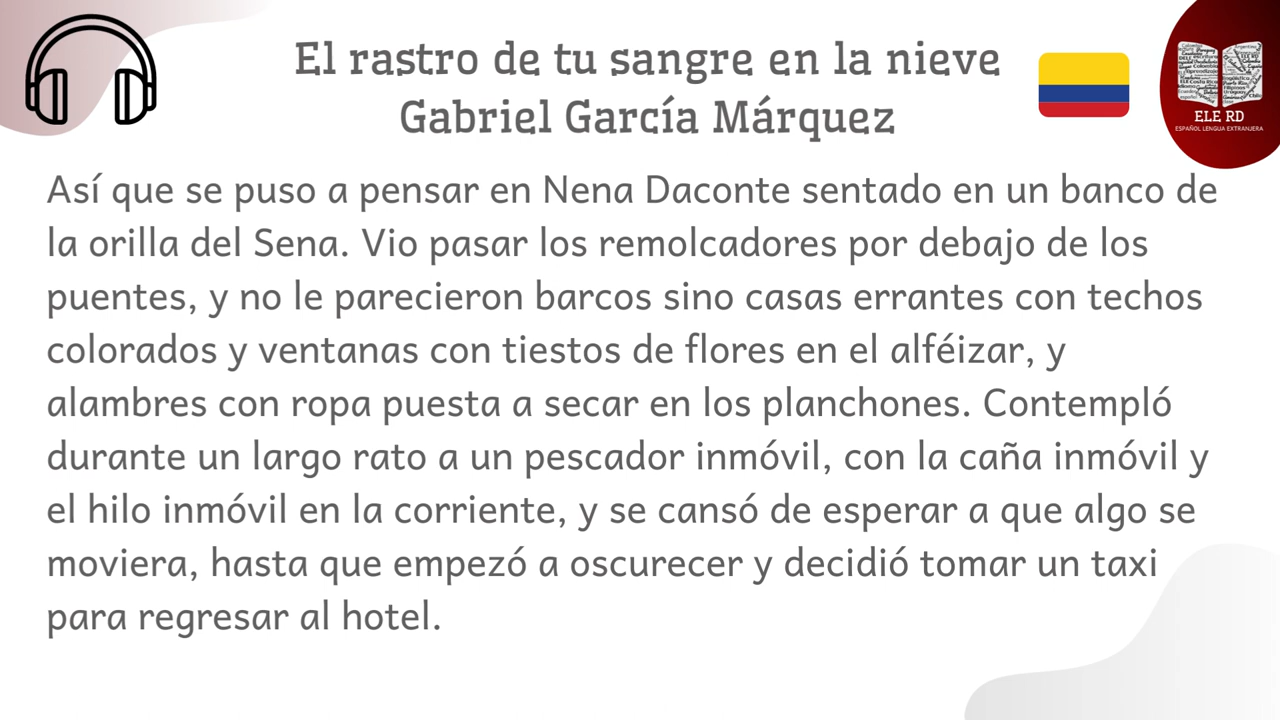 El rastro de tu sangre en la nieve
Gabriel García Márquez
ELE RD
ESPAÑOL LENGUA EXTRANJERA
Así que se puso a pensar en Nena Daconte sentado en un banco de
la orilla del Sena. Vio pasar los remolcadores por debajo de los
puentes, y no le parecieron barcos sino casas errantes con techos
colorados y ventanas con tiestos de flores en el alféizar, y
alambres con ropa puesta a secar en los planchones. Contempló
durante un largo rato a un pescador inmóvil, con la caña inmóvil y
el hilo inmóvil en la corriente, y se cansó de esperar a que algo se
moviera, hasta que empezó a oscurecer y decidió tomar un taxi
para regresar al hotel.